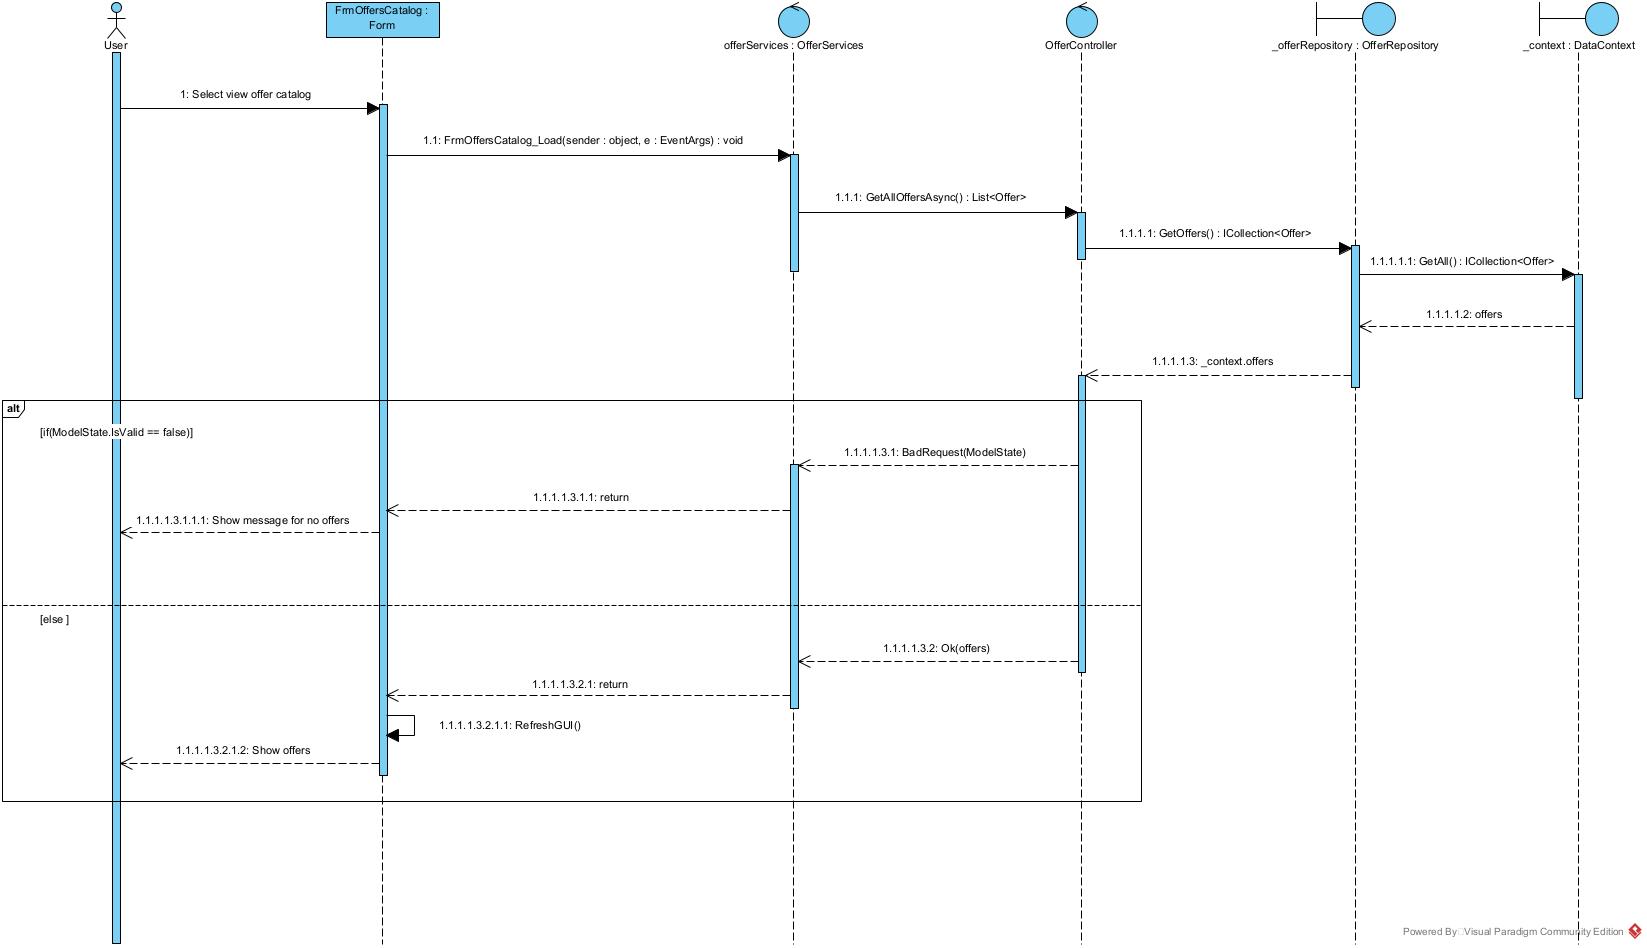 FrmOffersCatalog :
Form
User
offerServices : OfferServices
OfferController
_offerRepository : OfferRepository
_context : DataContext
1: Select view offer catalog
1.1: FrmOffersCatalog_Load(sender : object, e : EventArgs) : void
1.1.1: GetAllOffersAsync() : List<Offer>
1.1.1.1: GetOffers() : ICollection<Offer>
1.1.1.1.1: GetAll() : ICollection<Offer>
1.1.1.1.2: offers
1.1.1.1.3: _context.offers
alt
[if(ModelState.IsValid == false)]
1.1.1.1.3.1: BadRequest(ModelState)
1.1.1.1.3.1.1: return
1.1.1.1.3.1.1.1: Show message for no offers
[else ]
1.1.1.1.3.2: Ok(offers)
1.1.1.1.3.2.1: return
1.1.1.1.3.2.1.1: RefreshGUI()
1.1.1.1.3.2.1.2: Show offers
Powered By Visual Paradigm Community Edition